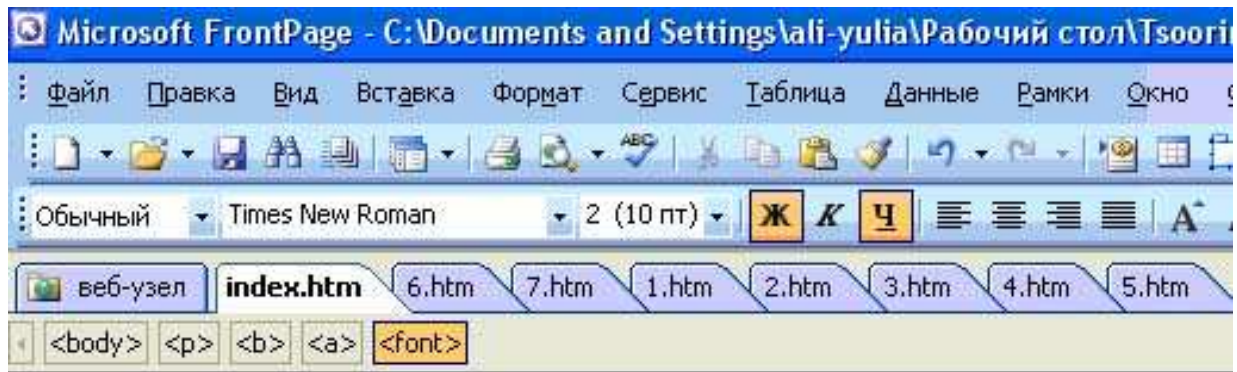 Microsoft FrontPage - C:\Documents and Settings\ali-yulia\Рабочий стол\Tsoori
Файл Правка Вид Вставка Формат Сервис Таблица Данные Рамки Окно
ABC
Обычный Times New Roman 2 (10 пт) Ж К Ч A
веб-узел index.htm 6.htm 7.htm 1.htm 2.htm 3.htm 4.htm 5.htm
<body> <p> <b> <a> <font>